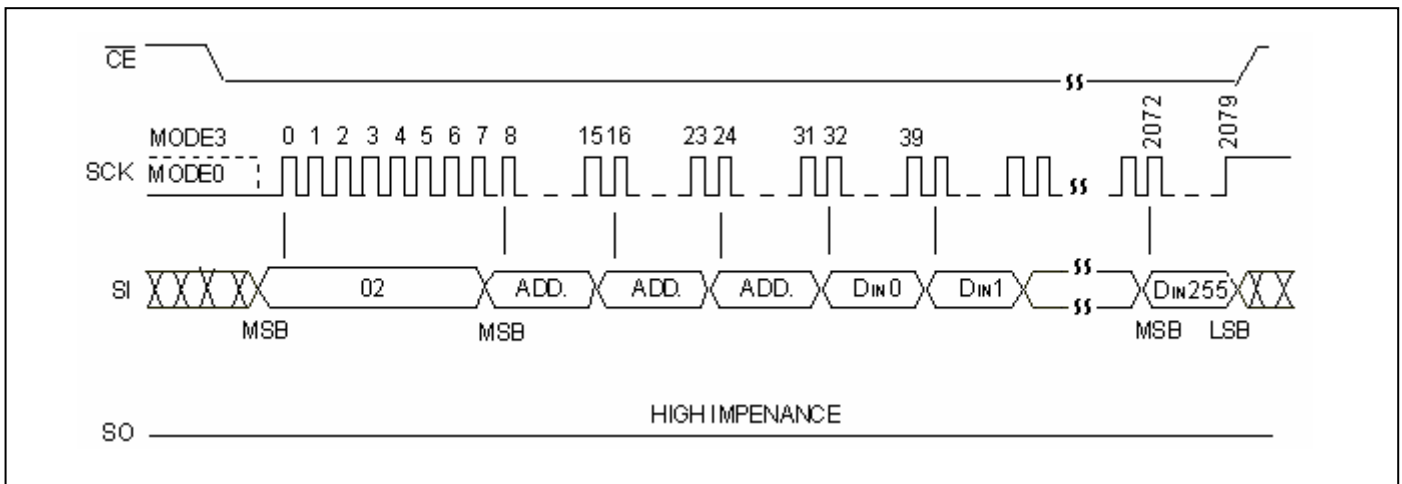 CE
MODE3 0 1 2 3 4 5 6 7 8 15 16 23 24 31 32 39 2072 2079
SCK MODE0
SI 02 ADD. ADD. ADD. DIN0 DIN1 DIN255
MSB MSB MSB LSB
HIGH IMPENANCE
SO